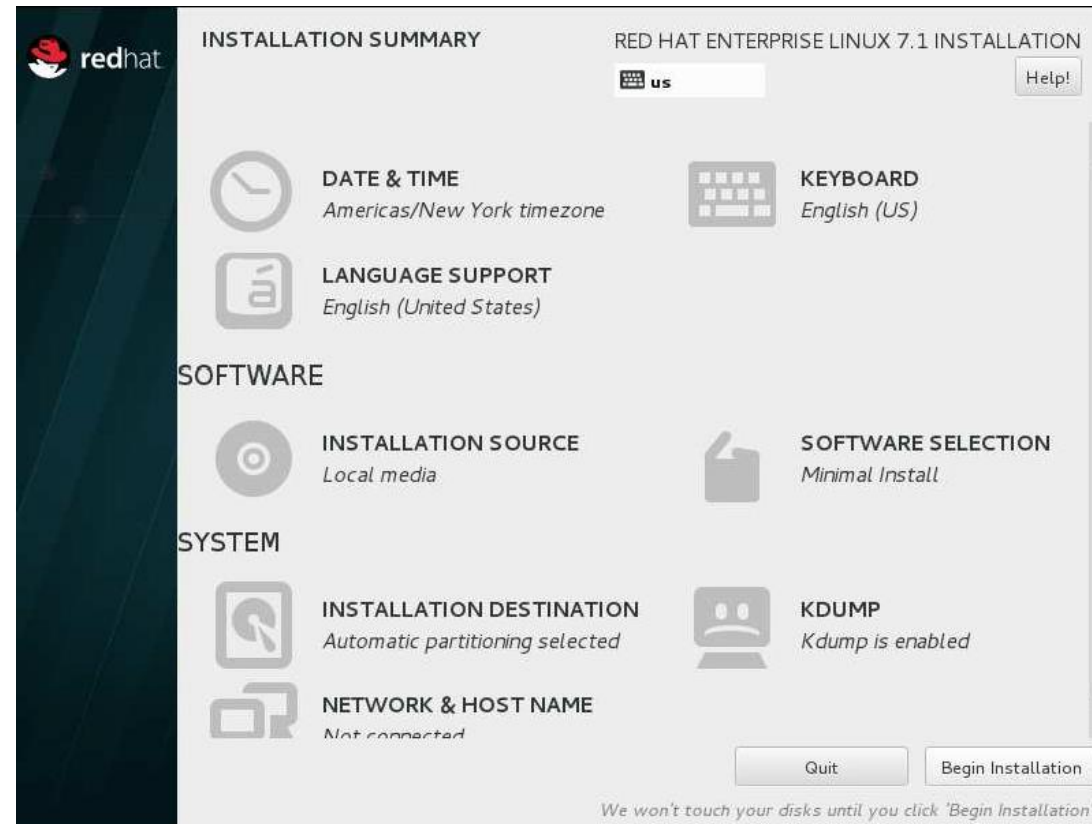 redhat
INSTALLATION SUMMARY
RED HAT ENTERPRISE LINUX 7.1 INSTALLATION
us
Help!
DATE & TIME
Americas/New York timezone
KEYBOARD
English (US)
á
LANGUAGE SUPPORT
English (United States)
SOFTWARE
INSTALLATION SOURCE
Local media
SOFTWARE SELECTION
Minimal Install
SYSTEM
INSTALLATION DESTINATION
Automatic partitioning selected
KDUMP
Kdump is enabled
NETWORK & HOST NAME
Not connected
Quit
Begin Installation
We won't touch your disks until you click 'Begin Installation